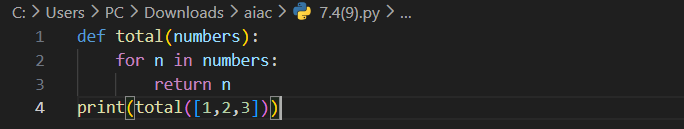 C: > Users > PC > Downloads > aiac > 7.4(9).py > ...
1 def total(numbers):
2     for n in numbers:
3         return n
4 print(total([1,2,3]))